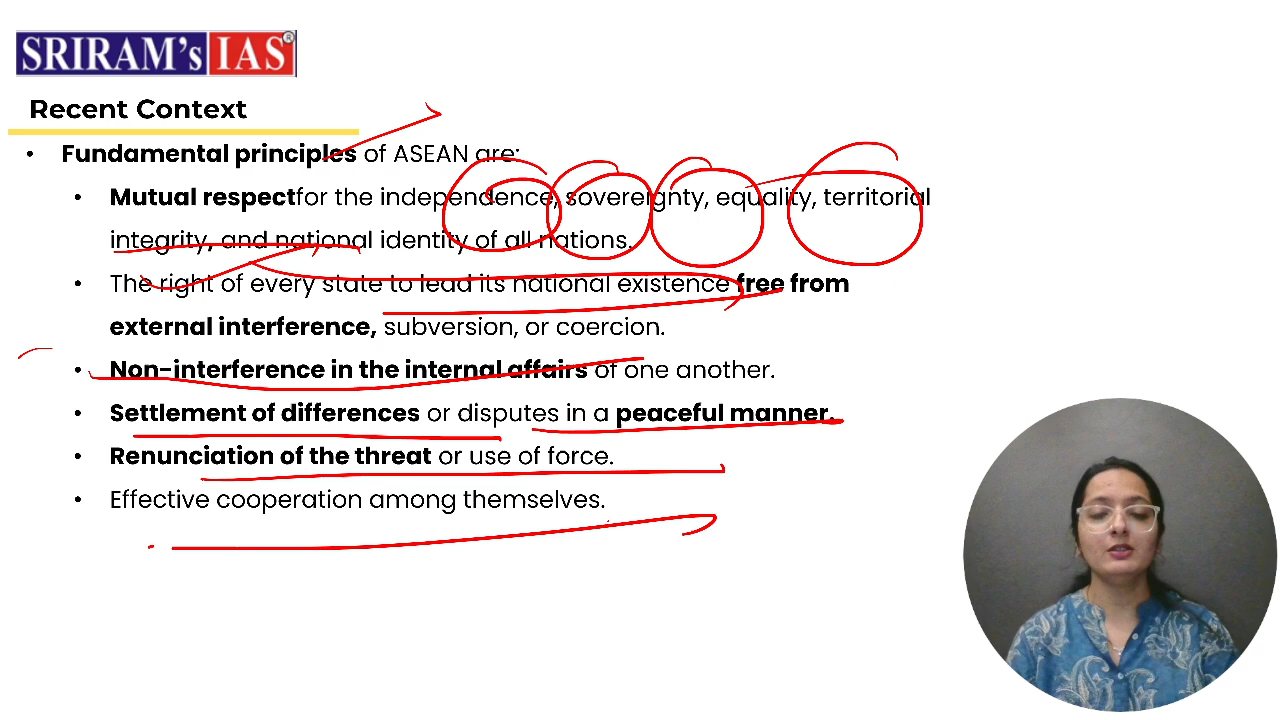 SRIRAM's IAS®
Recent Context
• Fundamental principles of ASEAN are:
• Mutual respectfor the independence, sovereignty, equality, territorial
integrity, and national identity of all nations.
• The right of every state to lead its national existence free from
external interference, subversion, or coercion.
• Non-interference in the internal affairs of one another.
• Settlement of differences or disputes in a peaceful manner.
• Renunciation of the threat or use of force.
• Effective cooperation among themselves.